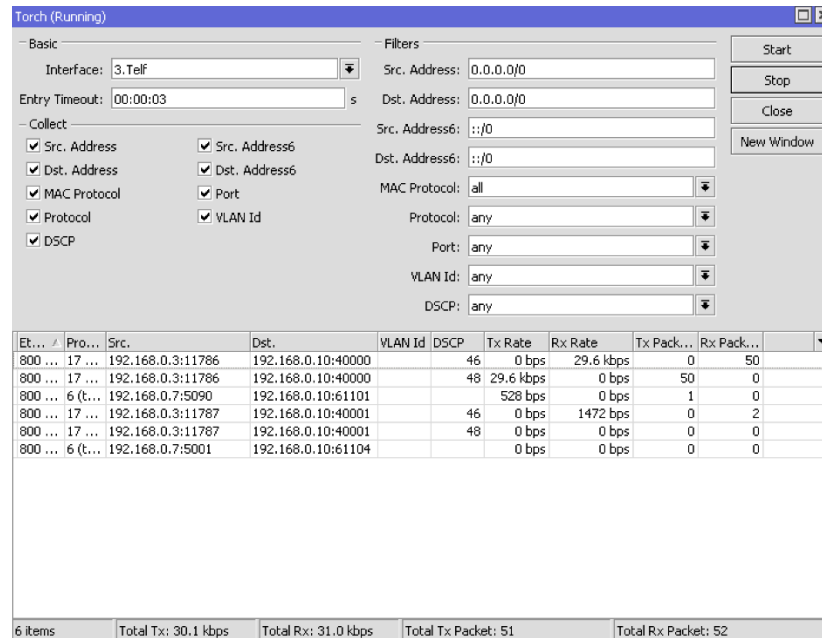 Torch (Running)
Basic
Interface: 3.Telf
Entry Timeout: 00:00:03 s
Collect
Src. Address Src. Address6
Dst. Address Dst. Address6
MAC Protocol Port
Protocol VLAN Id
DSCP
Filters
Src. Address: 0.0.0.0/0
Dst. Address: 0.0.0.0/0
Src. Address6: ::/0
Dst. Address6: ::/0
MAC Protocol: all
Protocol: any
Port: any
VLAN Id: any
DSCP: any
Start
Stop
Close
New Window
Et... Pro... Src. Dst. VLAN Id DSCP Tx Rate Rx Rate Tx Pack... Rx Pack...
800 ... 17 ... 192.168.0.3:11786 192.168.0.10:40000 46 0 bps 29.6 kbps 0 50
800 ... 17 ... 192.168.0.3:11786 192.168.0.10:40000 48 29.6 kbps 0 bps 50 0
800 ... 6 (t... 192.168.0.7:5090 192.168.0.10:61101 528 bps 0 bps 1 0
800 ... 17 ... 192.168.0.3:11787 192.168.0.10:40001 46 0 bps 1472 bps 0 2
800 ... 17 ... 192.168.0.3:11787 192.168.0.10:40001 48 0 bps 0 bps 0 0
800 ... 6 (t... 192.168.0.7:5001 192.168.0.10:61104 0 bps 0 bps 0 0
6 items Total Tx: 30.1 kbps Total Rx: 31.0 kbps Total Tx Packet: 51 Total Rx Packet: 52